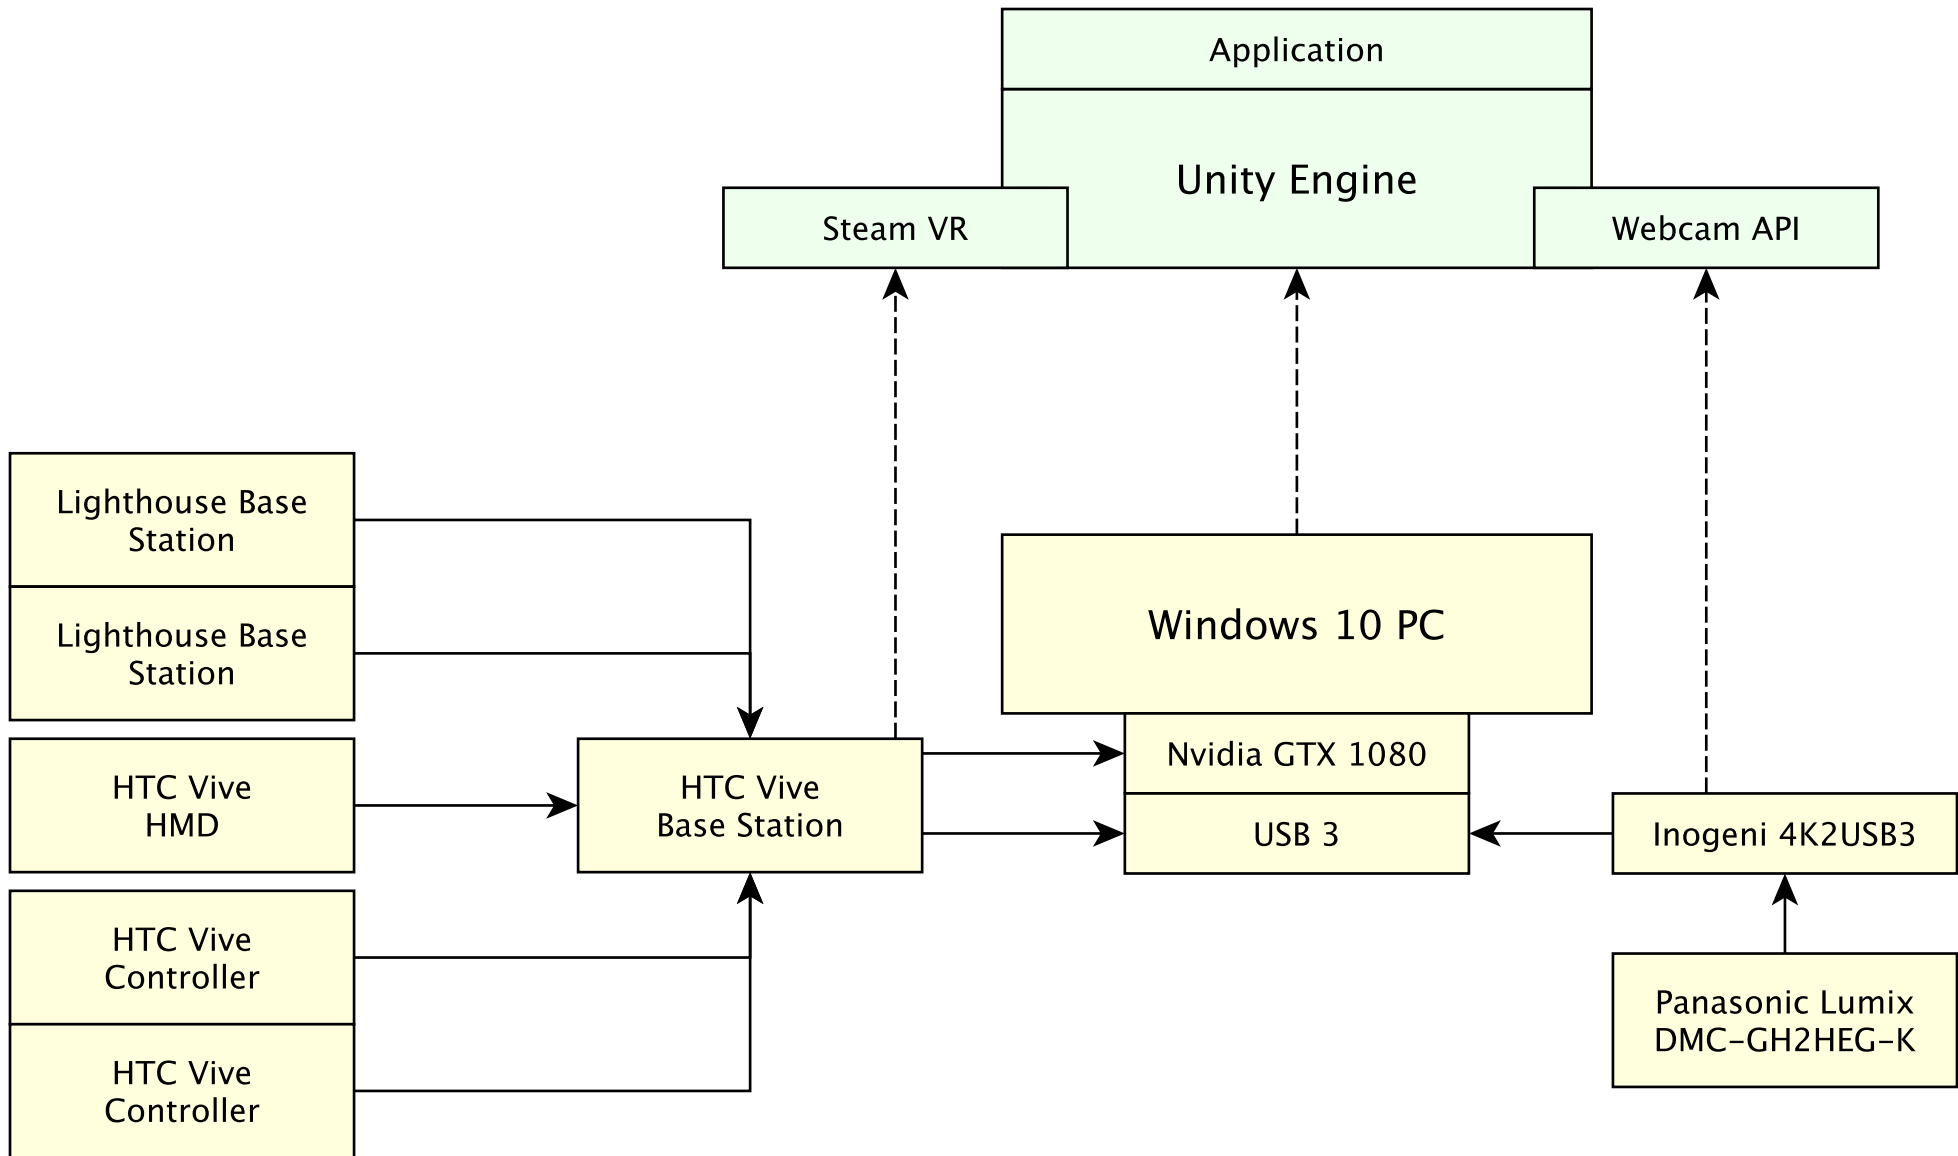 Application
Unity Engine
Steam VR
Webcam API
Lighthouse Base
Station
Lighthouse Base
Station
Windows 10 PC
HTC Vive
HMD
HTC Vive
Base Station
Nvidia GTX 1080
USB 3
Inogeni 4K2USB3
HTC Vive
Controller
HTC Vive
Controller
Panasonic Lumix
DMC-GH2HEG-K